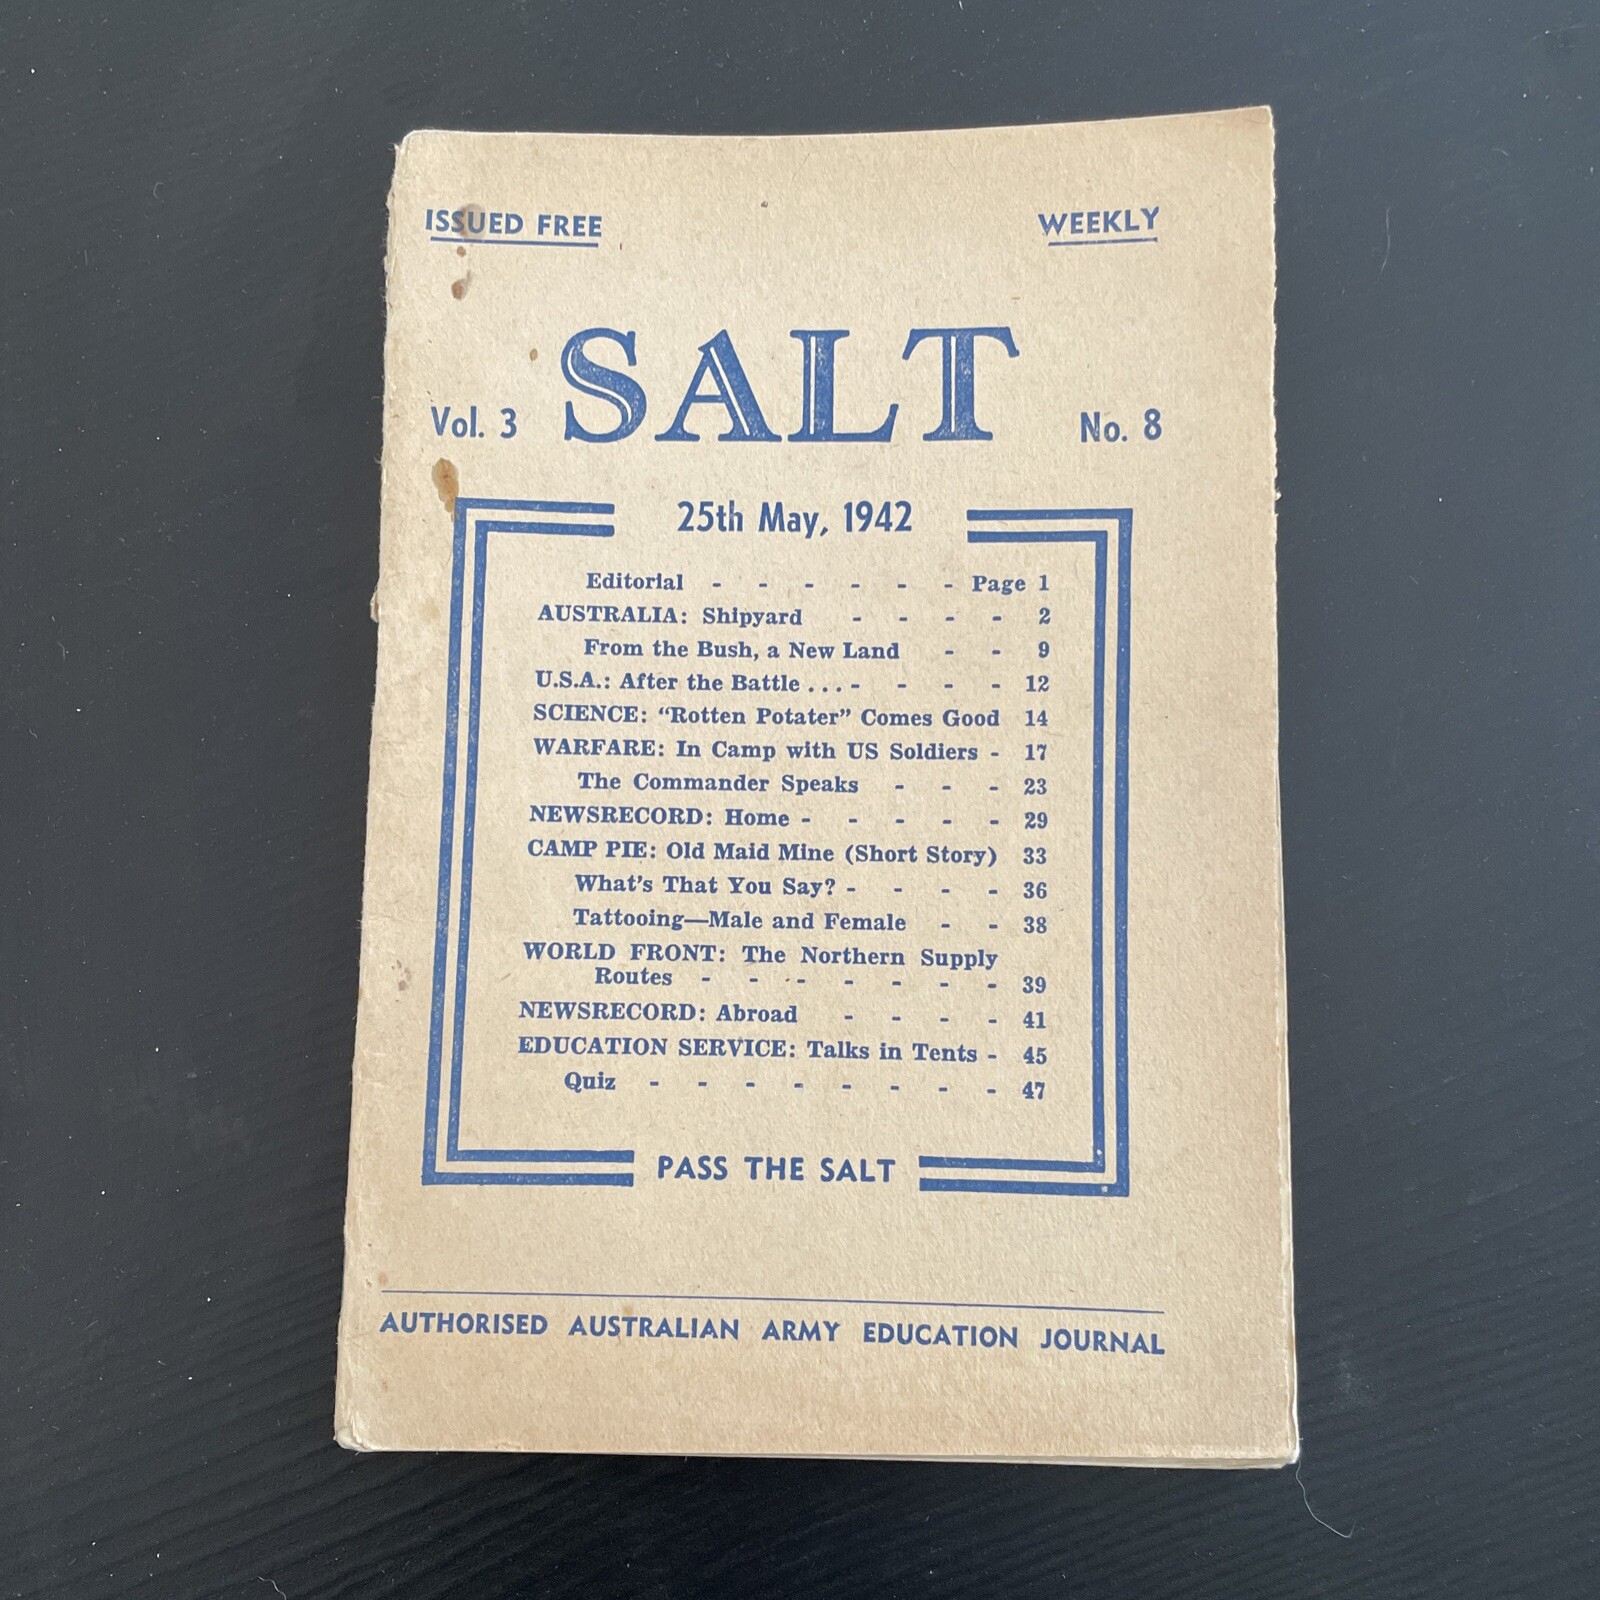 ISSUED FREE WEEKLY
SALT
Vol. 3 No. 8
25th May, 1942
Editorial - - - - - - Page 1
AUSTRALIA: Shipyard - - - - 2
From the Bush, a New Land - - 9
U.S.A.: After the Battle . . . - - - - 12
SCIENCE: “Rotten Potater” Comes Good 14
WARFARE: In Camp with US Soldiers - 17
The Commander Speaks - - - 23
NEWSRECORD: Home - - - - - 29
CAMP PIE: Old Maid Mine (Short Story) 33
What's That You Say? - - - - 36
Tattooing—Male and Female - - 38
WORLD FRONT: The Northern Supply
Routes - - - - - - - 39
NEWSRECORD: Abroad - - - - 41
EDUCATION SERVICE: Talks in Tents - 45
Quiz - - - - - - - - 47
PASS THE SALT
AUTHORISED AUSTRALIAN ARMY EDUCATION JOURNAL